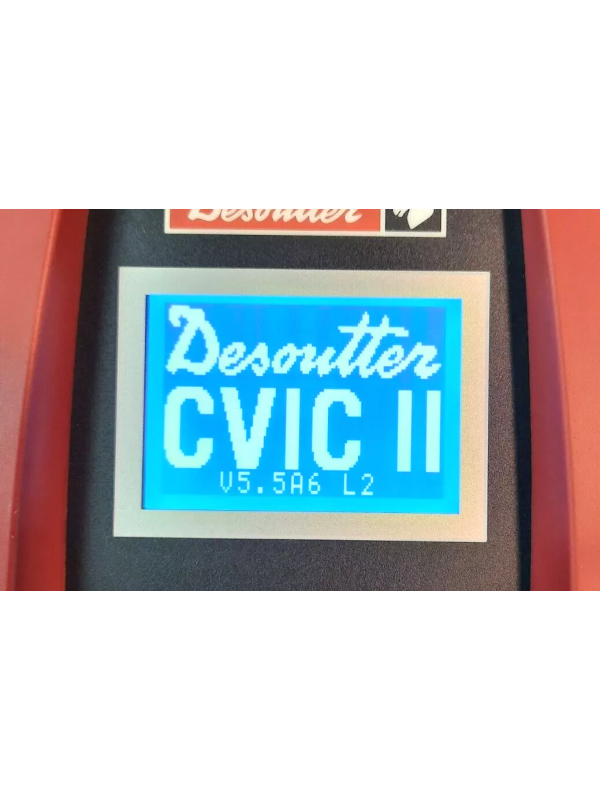 Desoutter
Desoutter
CVIC II
V5.5A6 L2